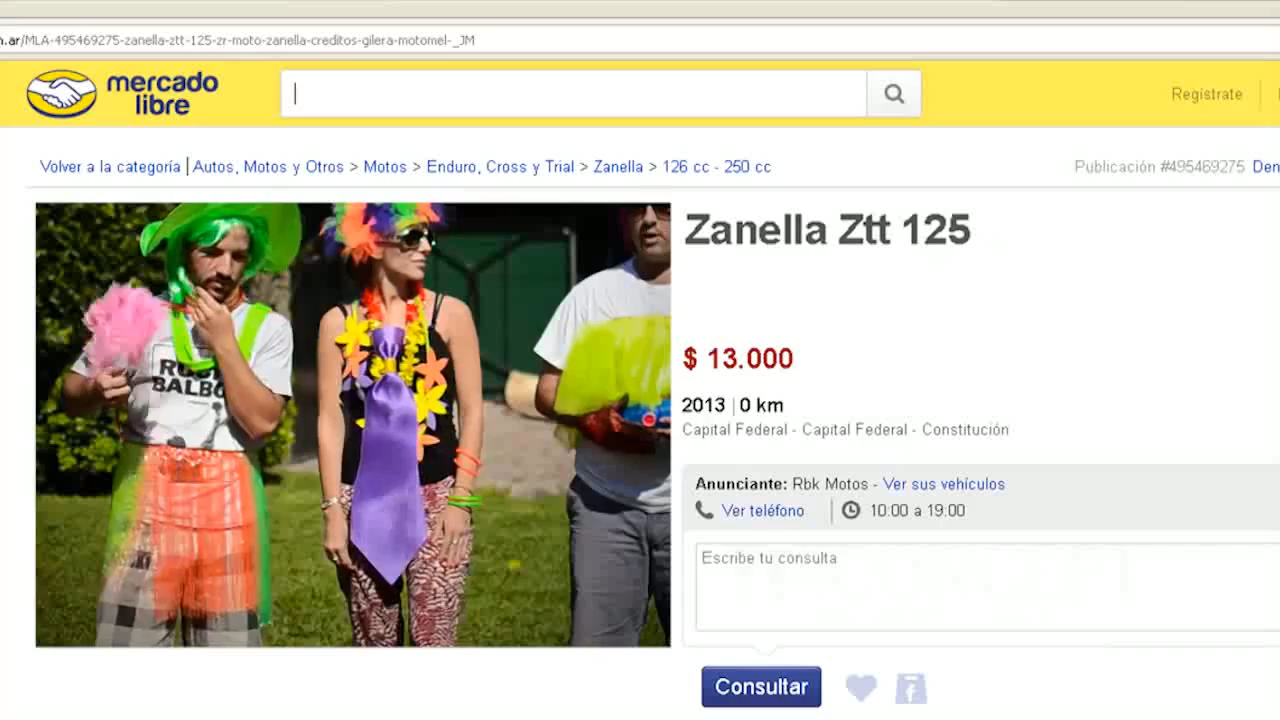 n.ar/MLA-495469275-zanella-ztt-125-zr-moto-zanella-creditos-gilera-motomel-_JM
mercado
libre
Regístrate
Volver a la categoría | Autos, Motos y Otros > Motos > Enduro, Cross y Trial > Zanella > 126 cc - 250 cc
Publicación #495469275 Den
Zanella Ztt 125
$ 13.000
2013 | 0 km
Capital Federal - Capital Federal - Constitución
Anunciante: Rbk Motos - Ver sus vehículos
Ver teléfono
10:00 a 19:00
Escribe tu consulta
Consultar
f
BALBO